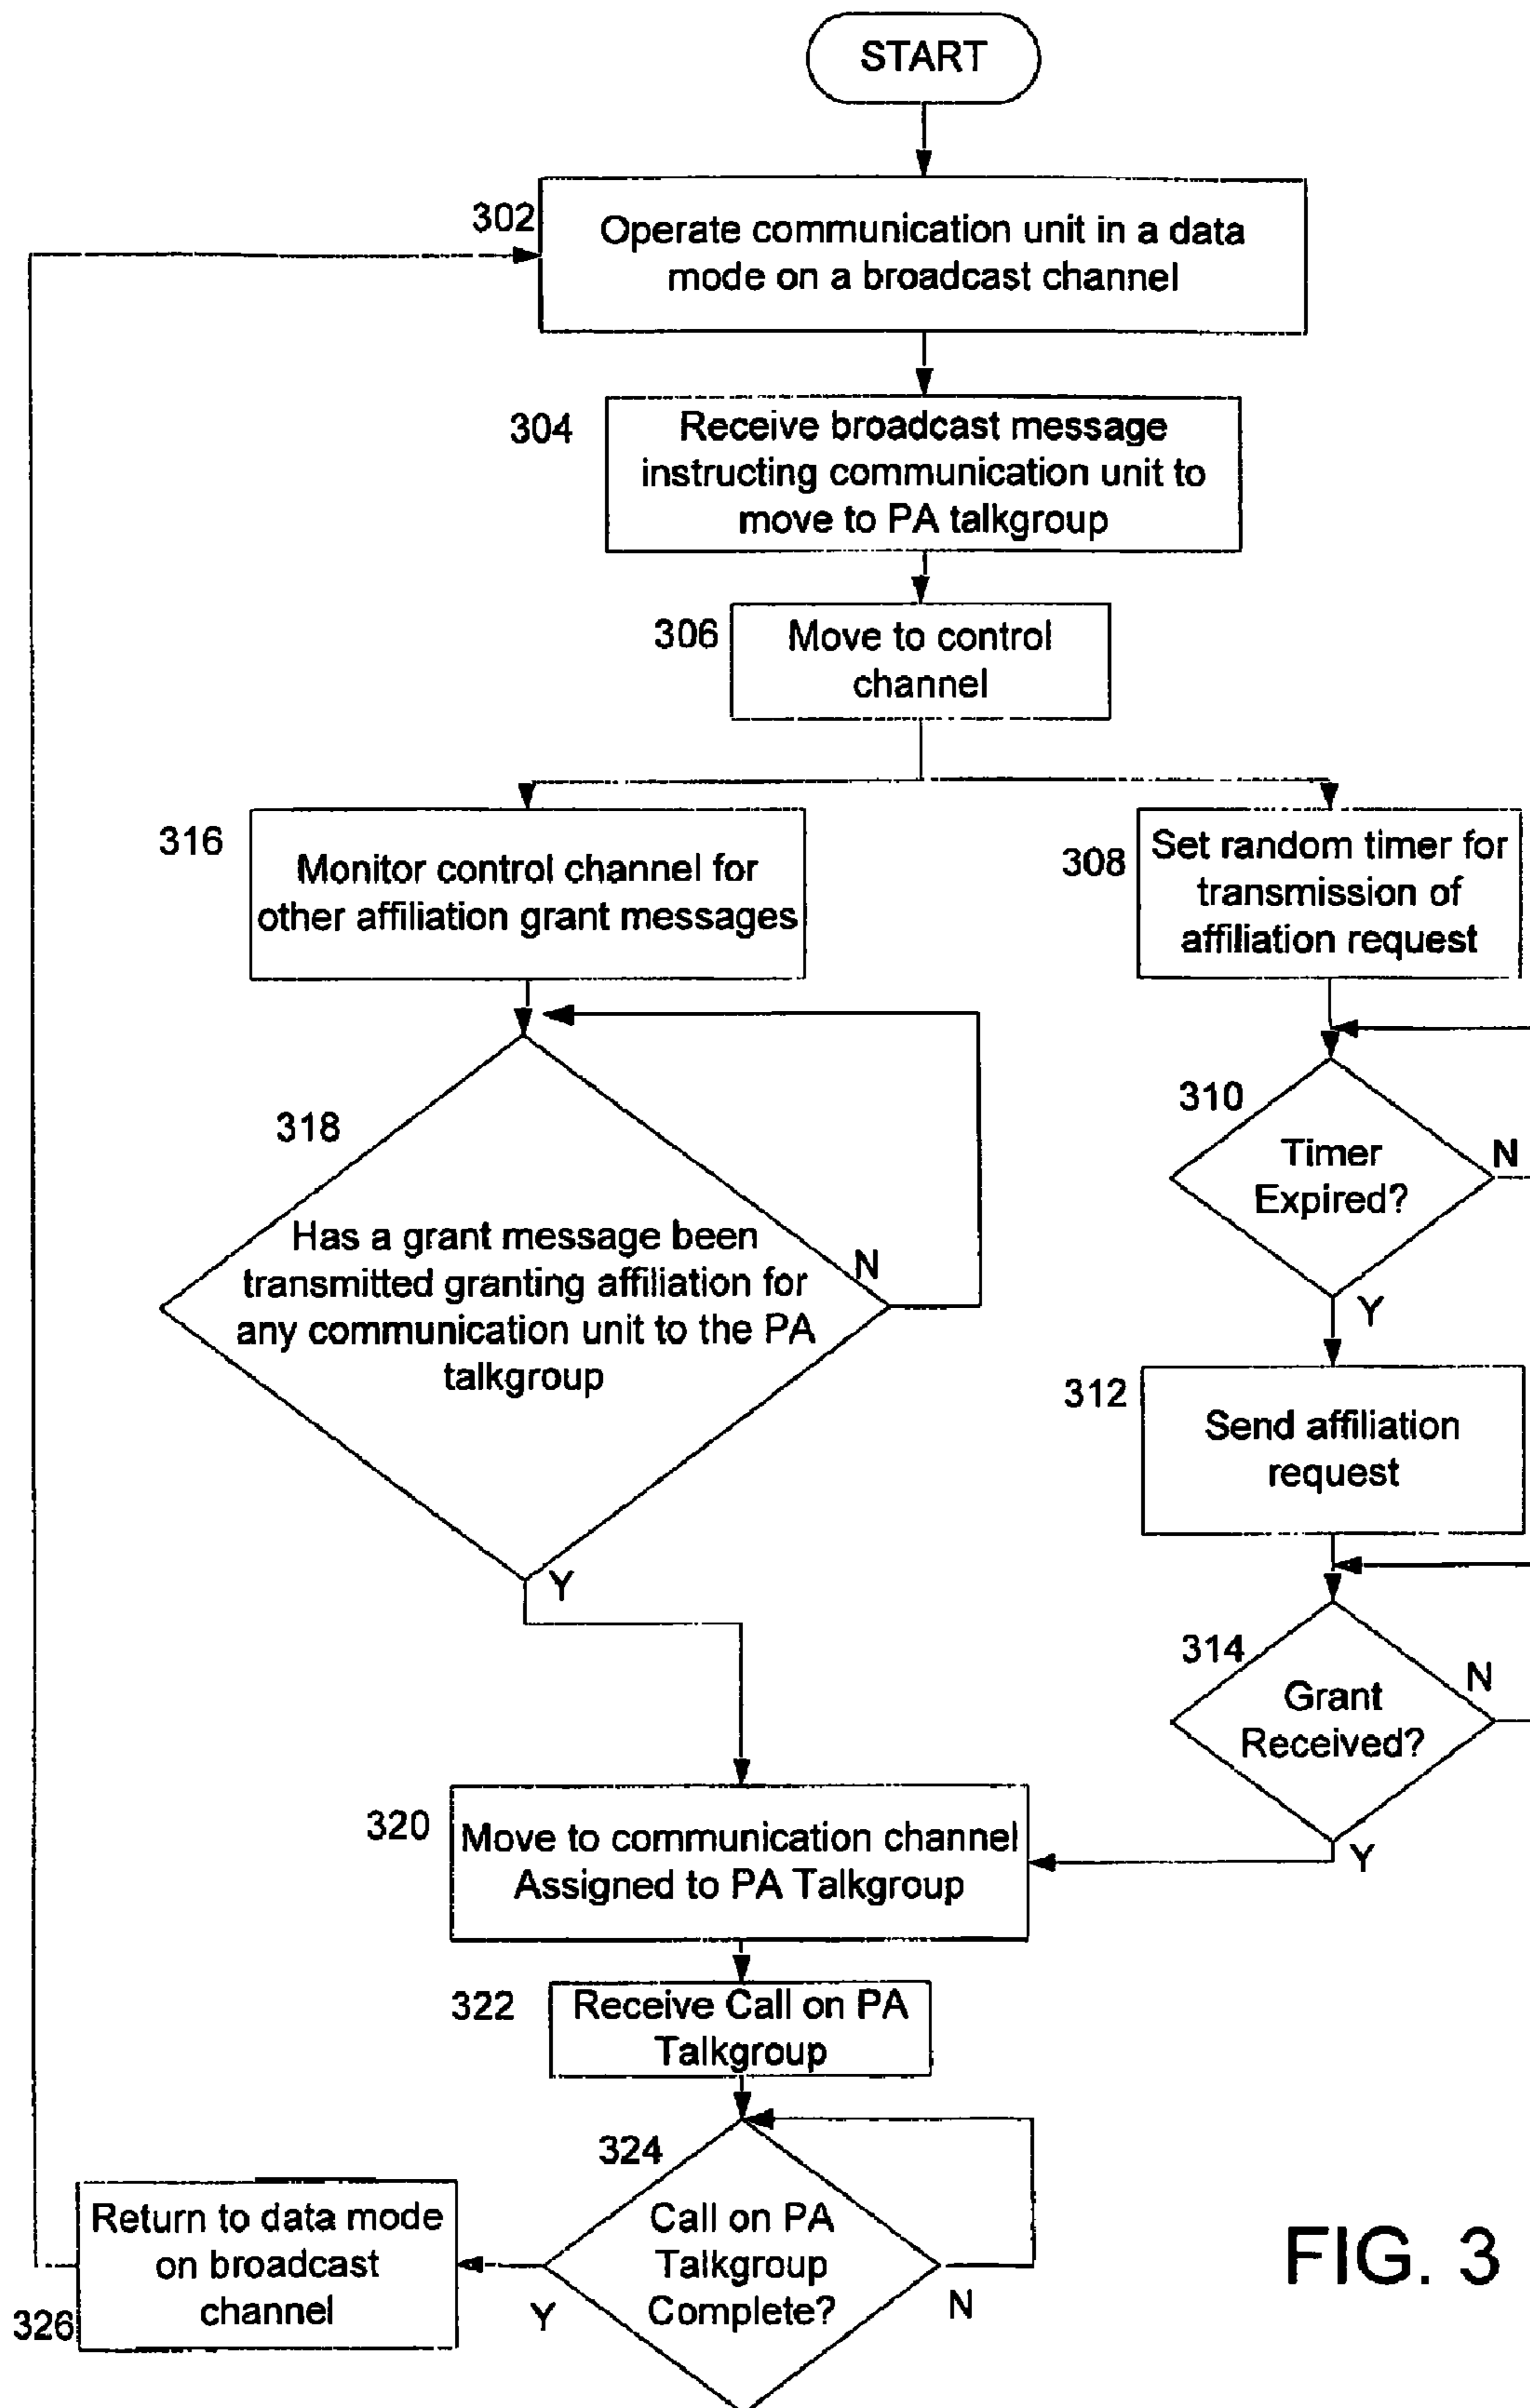 START
302
Operate communication unit in a data
mode on a broadcast channel
304
Receive broadcast message
instructing communication unit to
move to PA talkgroup
306
Move to control
channel
316
Monitor control channel for
other affiliation grant messages
308
Set random timer for
transmission of
affiliation request
318
Has a grant message been
transmitted granting affiliation for
any communication unit to the PA
talkgroup
N
Y
310
Timer
Expired?
N
Y
312
Send affiliation
request
314
Grant
Received?
N
Y
320
Move to communication channel
Assigned to PA Talkgroup
322
Receive Call on PA
Talkgroup
324
Call on PA
Talkgroup
Complete?
Y
N
326
Return to data mode
on broadcast
channel
FIG. 3